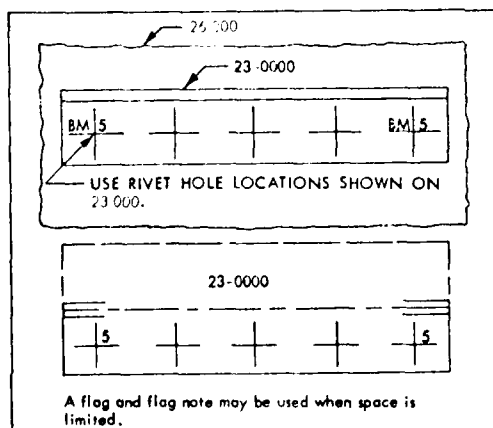 23-0000
BM 5
BM 5
USE RIVET HOLE LOCATIONS SHOWN ON
23 000.
23-0000
5
5
A flag and flag note may be used when space is
limited.